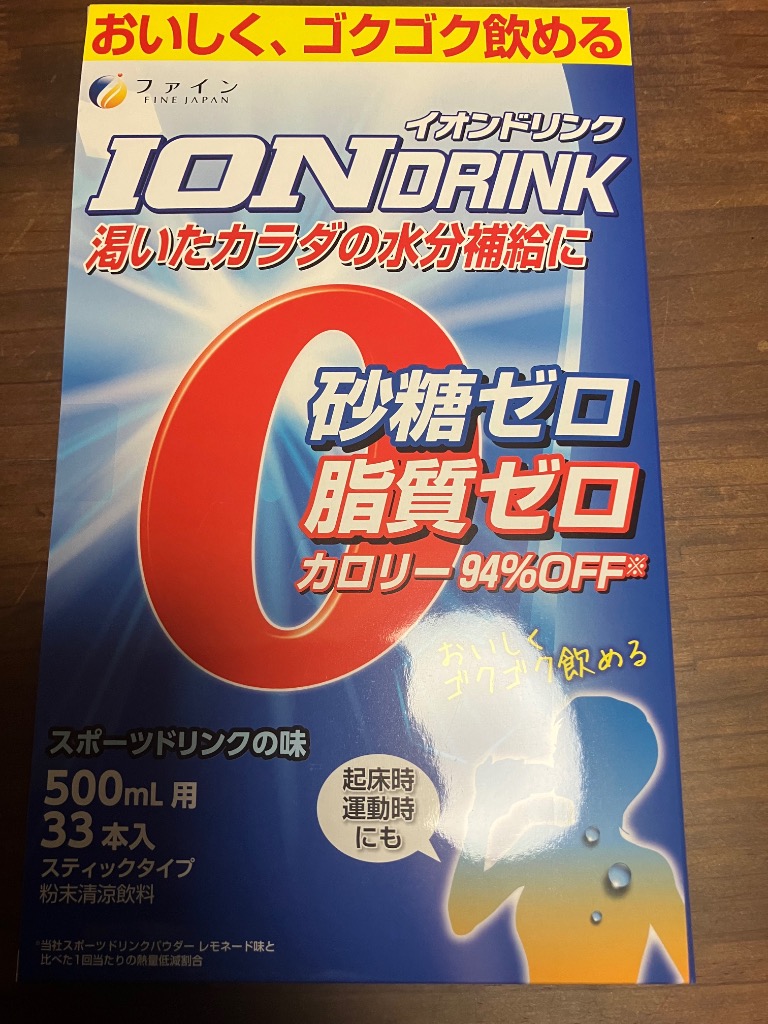 おいしく、ゴクゴク飲める
ファイン
FINE JAPAN
イオンドリンク
IONDRINK
渇いたカラダの水分補給に
0
砂糖ゼロ
脂質ゼロ
カロリー94%OFF※
おいしく
ゴクゴク飲める
スポーツドリンクの味
500mL 用
33本入
スティックタイプ
粉末清涼飲料
起床時
運動時
にも
※当社スポーツドリンクパウダー レモネード味と
比べた1回当たりの熱量低減割合